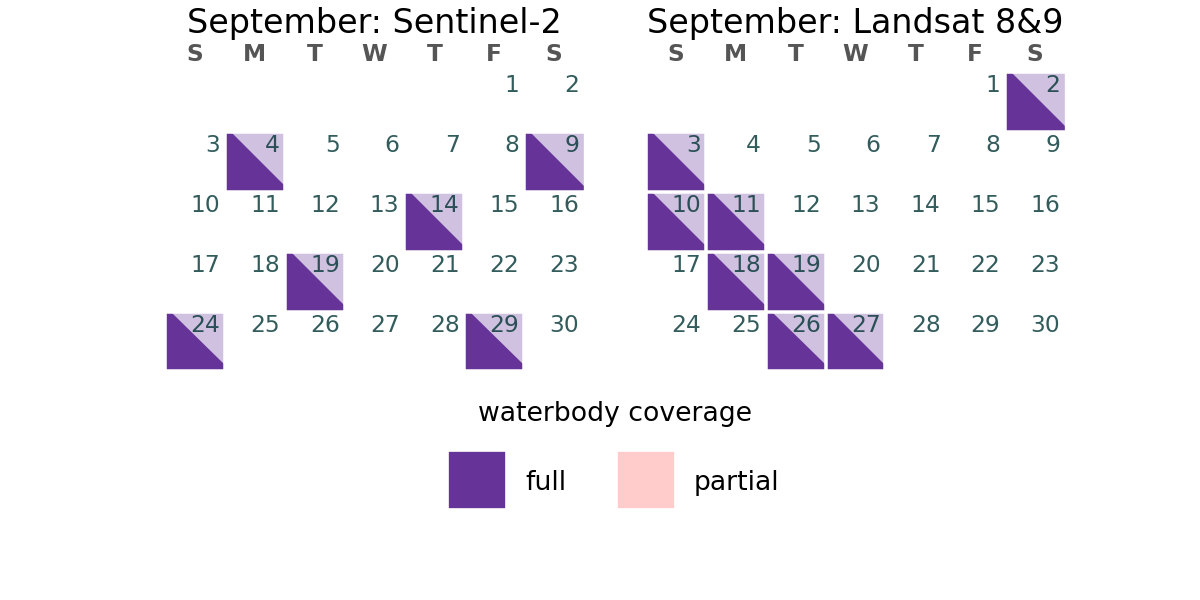 September: Sentinel-2
S M T W T F S
1 2
3 4 5 6 7 8 9
10 11 12 13 14 15 16
17 18 19 20 21 22 23
24 25 26 27 28 29 30
September: Landsat 8&9
S M T W T F S
1 2
3 4 5 6 7 8 9
10 11 12 13 14 15 16
17 18 19 20 21 22 23
24 25 26 27 28 29 30
waterbody coverage
full partial